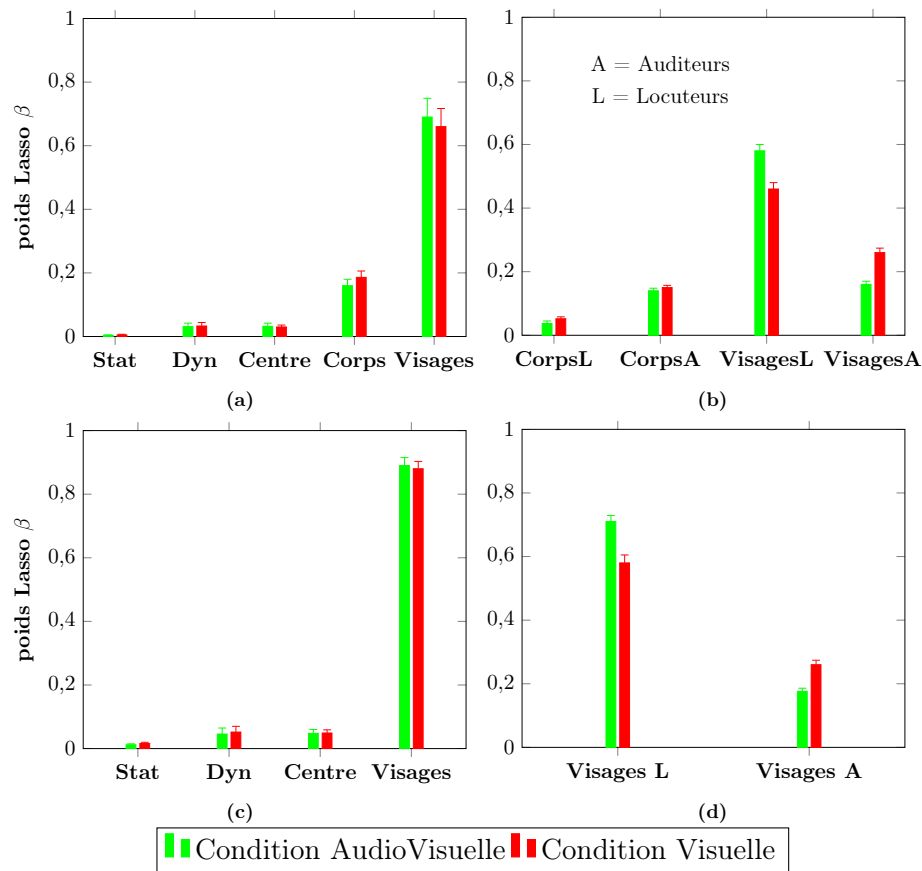 1
0,8
0,6
0,4
0,2
0
poids Lasso β
Stat Dyn Centre Corps Visages
(a)
1
0,8
0,6
0,4
0,2
0
A = Auditeurs
L = Locuteurs
CorpsL CorpsA VisagesL VisagesA
(b)
1
0,8
0,6
0,4
0,2
0
poids Lasso β
Stat Dyn Centre Visages
(c)
1
0,8
0,6
0,4
0,2
0
Visages L Visages A
(d)
Condition AudioVisuelle Condition Visuelle